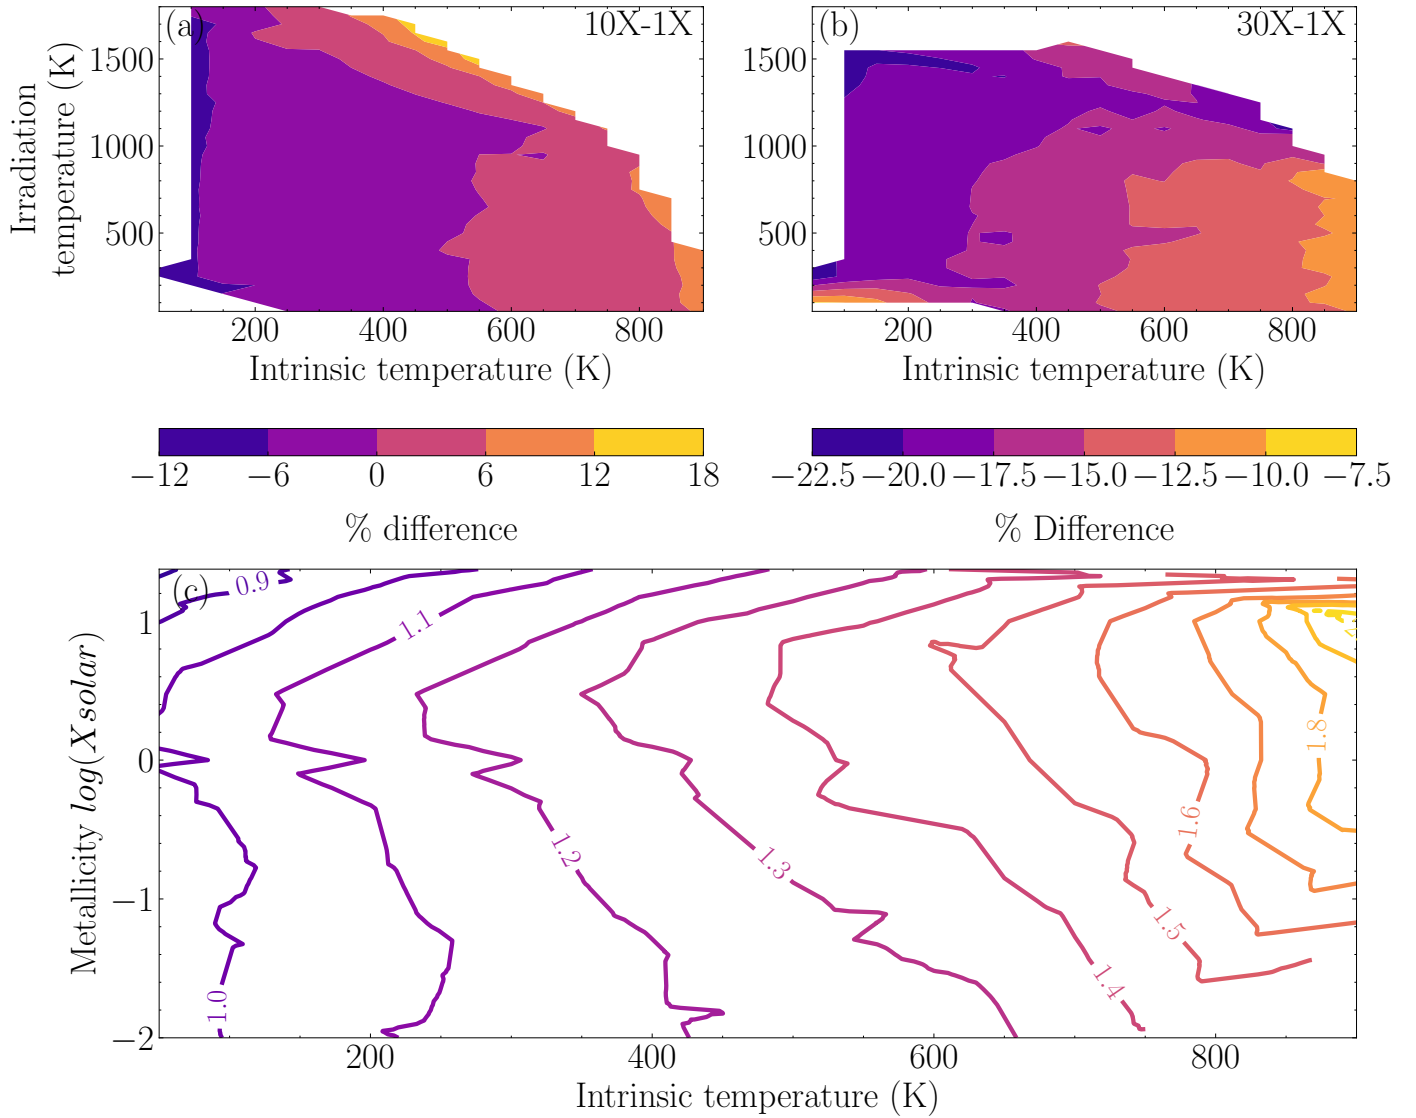 (a) 10X-1X
(b) 30X-1X
Irradiation
temperature (K)
1500
1000
500
200 400 600 800
Intrinsic temperature (K)
1500
1000
500
200 400 600 800
Intrinsic temperature (K)
−12 −6 0 6 12 18
% difference
−22.5 −20.0 −17.5 −15.0 −12.5 −10.0 −7.5
% Difference
(c)
Metallicity log(Xsolar)
1
0
−1
−2
0.9
1.1
1.8
1.6
1.2
1.3
1.5
1.4
1.0
200 400 600 800
Intrinsic temperature (K)